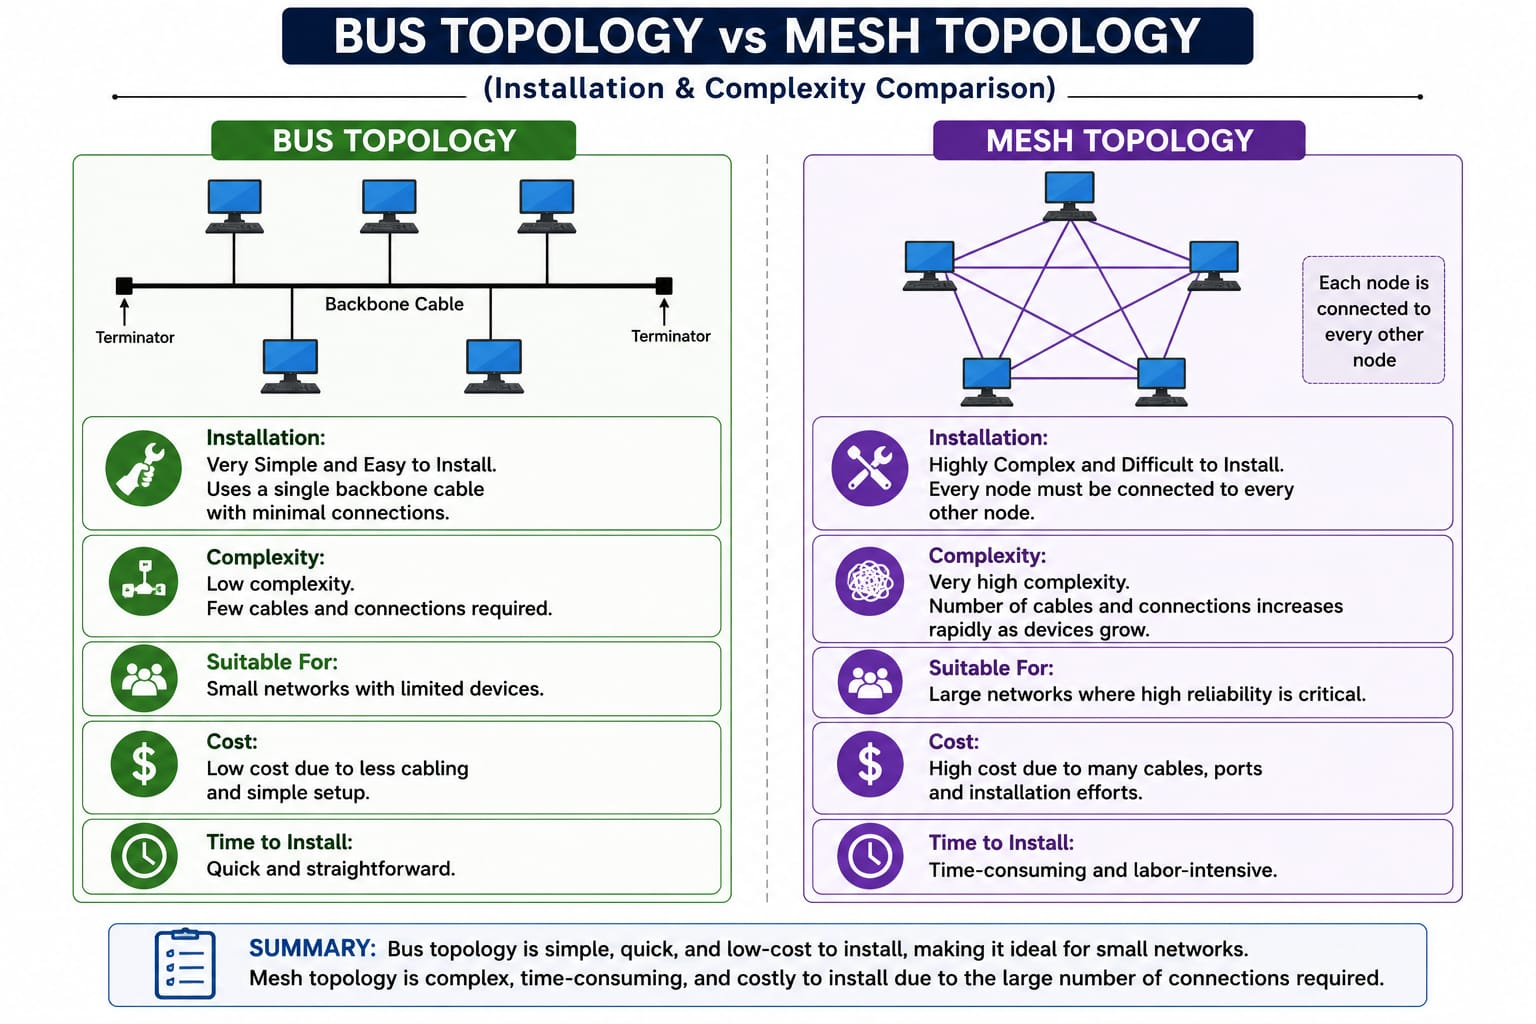 BUS TOPOLOGY vs MESH TOPOLOGY
(Installation & Complexity Comparison)
BUS TOPOLOGY
Backbone Cable
Terminator
Terminator
Installation:
Very Simple and Easy to Install.
Uses a single backbone cable
with minimal connections.
Complexity:
Low complexity.
Few cables and connections required.
Suitable For:
Small networks with limited devices.
Cost:
Low cost due to less cabling
and simple setup.
Time to Install:
Quick and straightforward.
MESH TOPOLOGY
Each node is
connected to
every other
node
Installation:
Highly Complex and Difficult to Install.
Every node must be connected to every
other node.
Complexity:
Very high complexity.
Number of cables and connections increases
rapidly as devices grow.
Suitable For:
Large networks where high reliability is critical.
Cost:
High cost due to many cables, ports
and installation efforts.
Time to Install:
Time-consuming and labor-intensive.
SUMMARY: Bus topology is simple, quick, and low-cost to install, making it ideal for small networks.
Mesh topology is complex, time-consuming, and costly to install due to the large number of connections required.